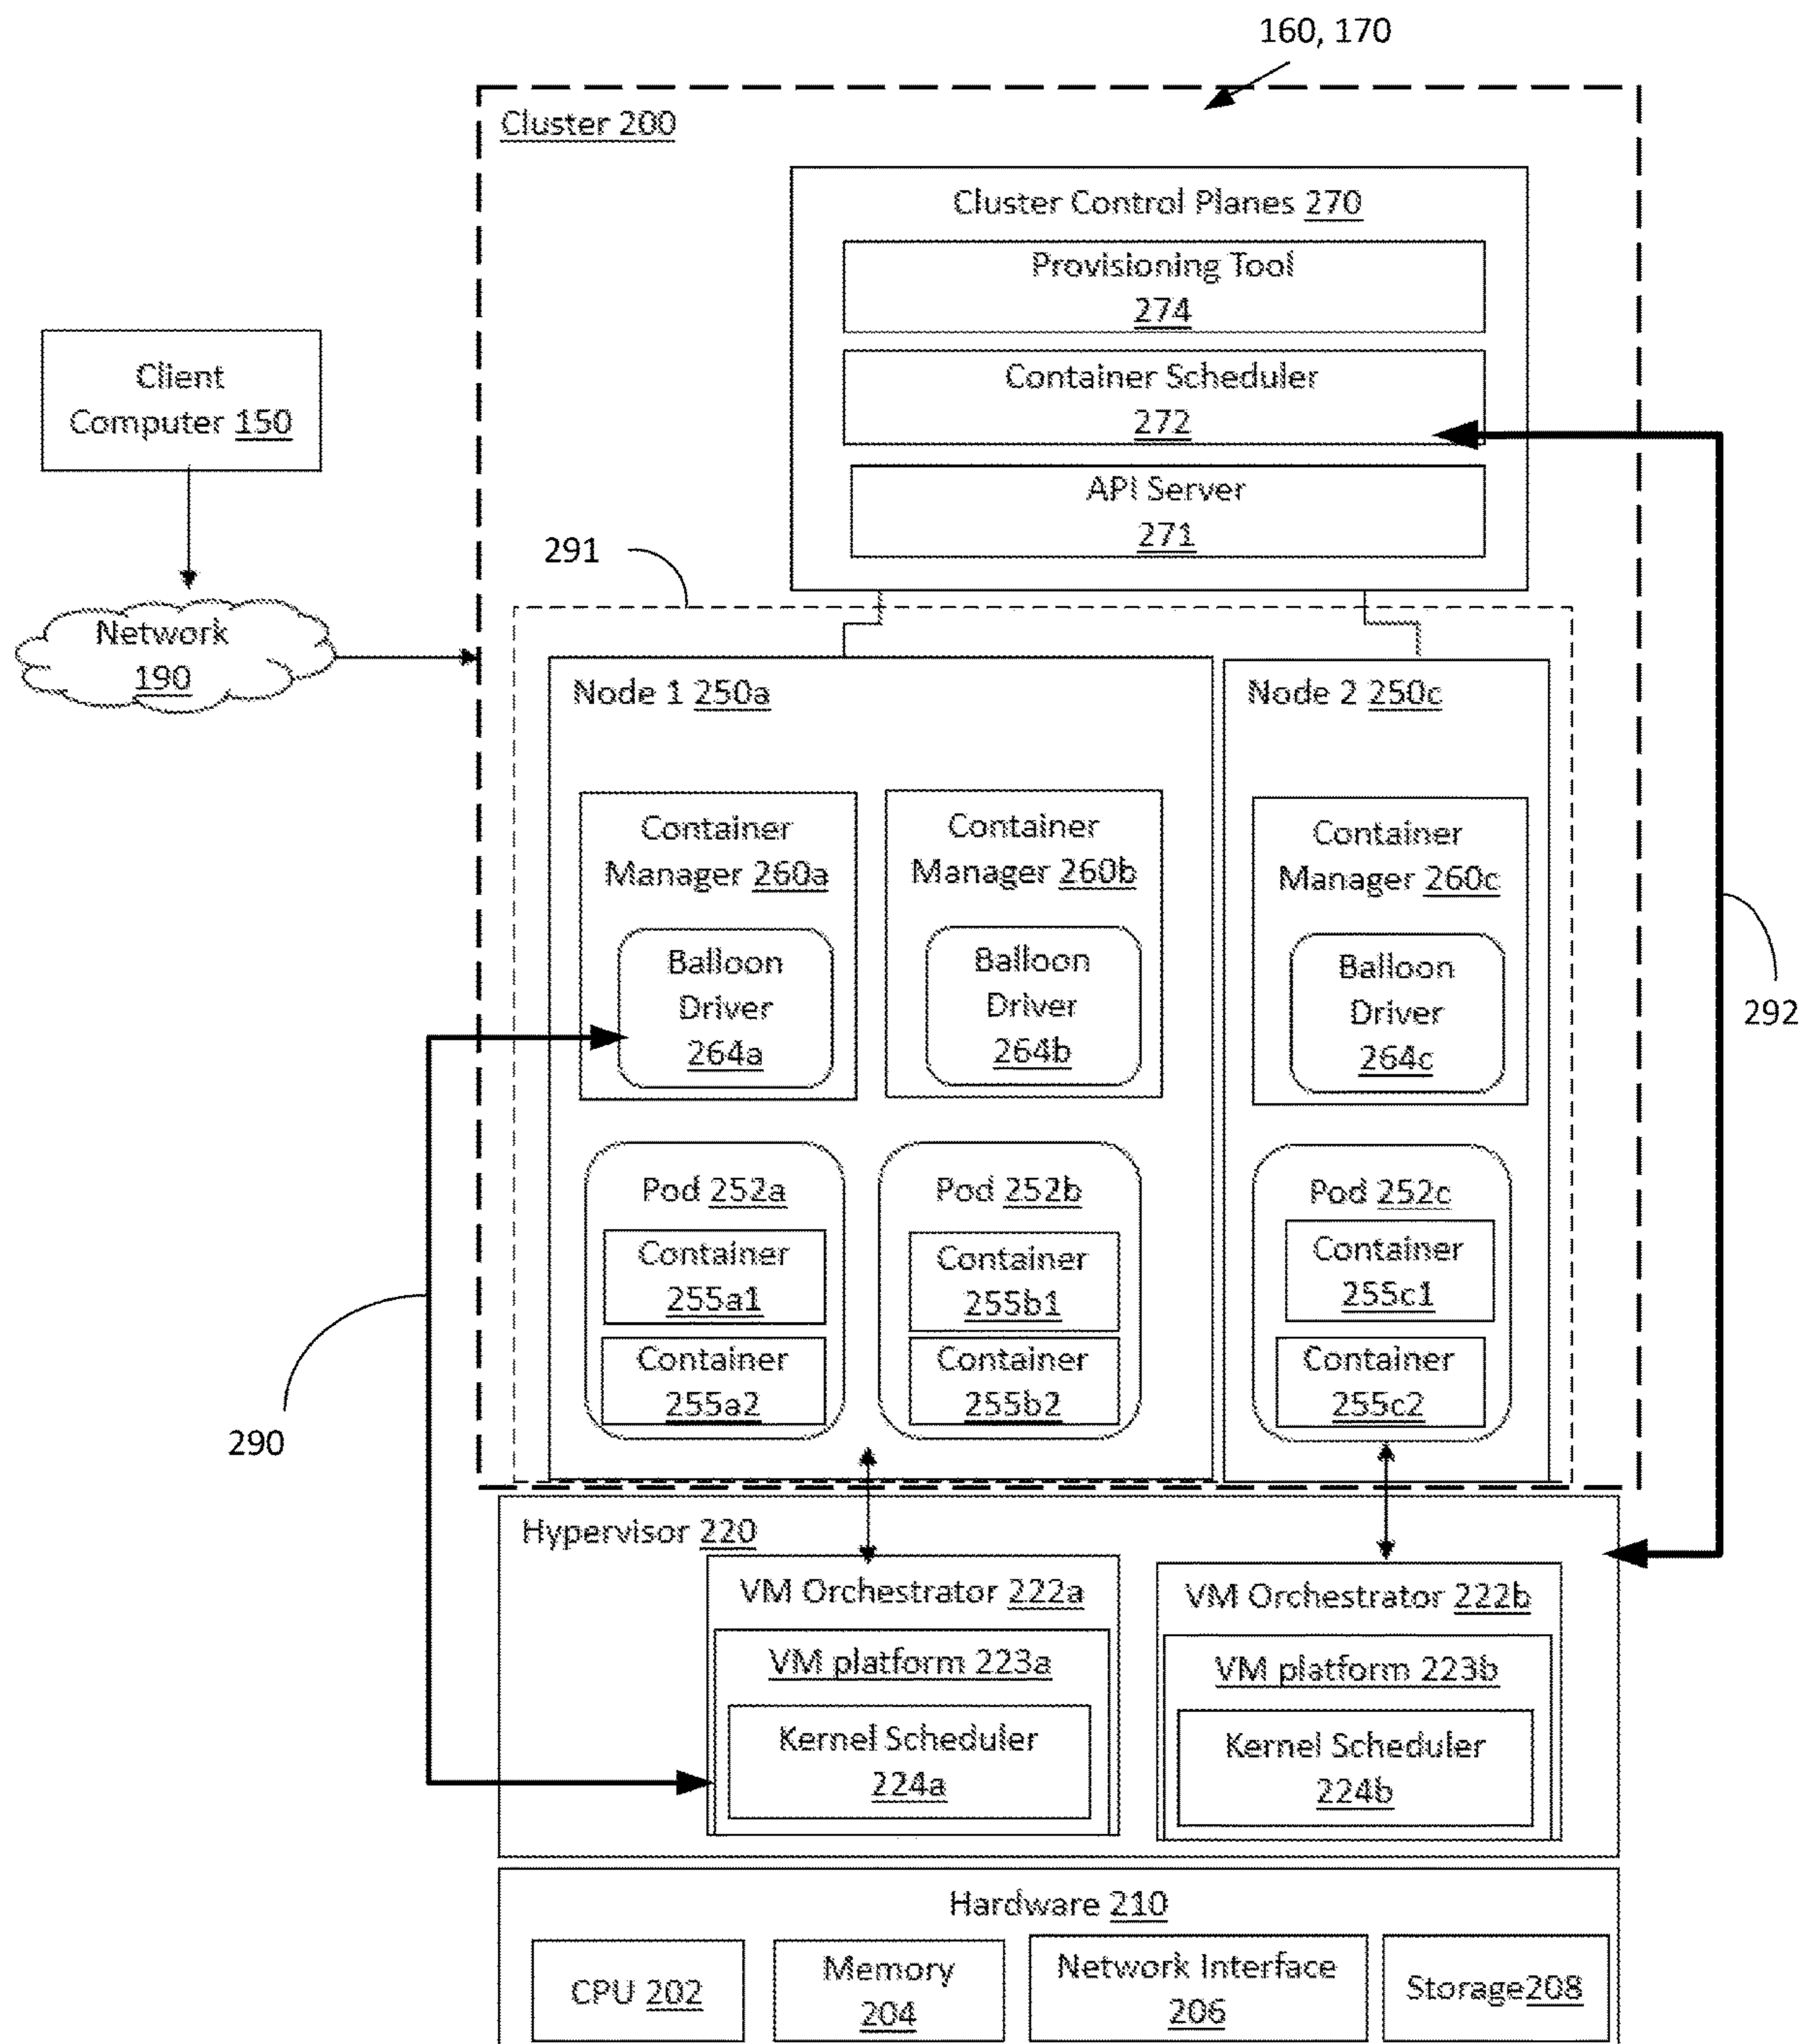 160, 170
Cluster 200
Cluster Control Planes 270
Provisioning Tool
274
Container Scheduler
272
API Server
271
Client
Computer 150
Network
190
291
292
290
Node 1 250a
Container
Manager 260a
Balloon
Driver
264a
Container
Manager 260b
Balloon
Driver
264b
Pod 252a
Container
255a1
Container
255a2
Pod 252b
Container
255b1
Container
255b2
Node 2 250c
Container
Manager 260c
Balloon
Driver
264c
Pod 252c
Container
255c1
Container
255c2
Hypervisor 220
VM Orchestrator 222a
VM platform 223a
Kernel Scheduler
224a
VM Orchestrator 222b
VM platform 223b
Kernel Scheduler
224b
Hardware 210
CPU 202
Memory
204
Network Interface
206
Storage208